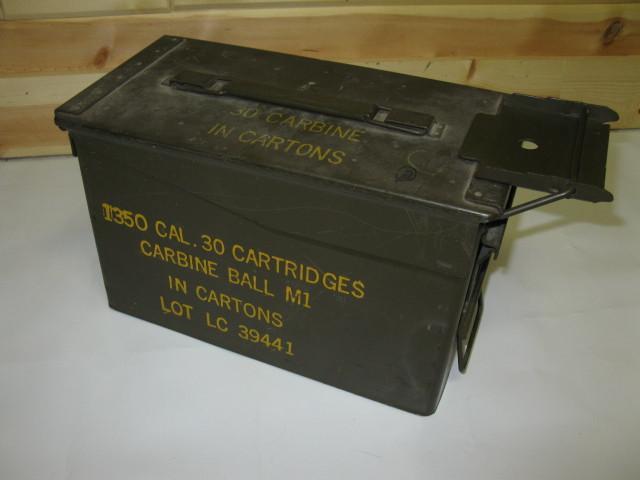 30 CARBINE
IN CARTONS
1350 CAL. 30 CARTRIDGES
CARBINE BALL M1
IN CARTONS
LOT LC 39441